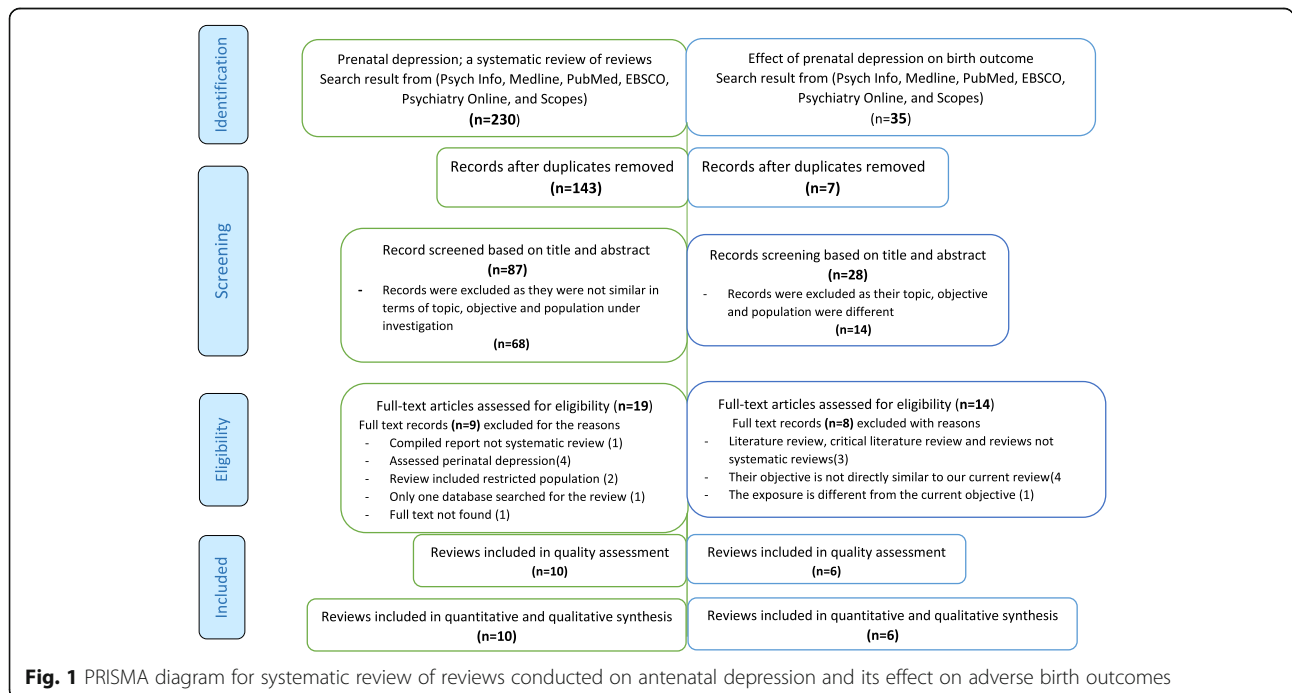 Identification
Prenatal depression; a systematic review of reviews
Search result from (Psych Info, Medline, PubMed, EBSCO,
Psychiatry Online, and Scopes)
(n=230)
Effect of prenatal depression on birth outcome
Search result from (Psych Info, Medline, PubMed, EBSCO,
Psychiatry Online, and Scopes)
(n=35)
Screening
Records after duplicates removed
(n=143)
Records after duplicates removed
(n=7)
Record screened based on title and abstract
(n=87)
- Records were excluded as they were not similar in
terms of topic, objective and population under
investigation
(n=68)
Records screening based on title and abstract
(n=28)
- Records were excluded as their topic, objective
and population were different
(n=14)
Eligibility
Full-text articles assessed for eligibility (n=19)
Full text records (n=9) excluded for the reasons
- Compiled report not systematic review (1)
- Assessed perinatal depression(4)
- Review included restricted population (2)
- Only one database searched for the review (1)
- Full text not found (1)
Full-text articles assessed for eligibility (n=14)
Full text records (n=8) excluded with reasons
- Literature review, critical literature review and reviews not
systematic reviews(3)
- Their objective is not directly similar to our current review(4
- The exposure is different from the current objective (1)
Included
Reviews included in quality assessment
(n=10)
Reviews included in quality assessment
(n=6)
Reviews included in quantitative and qualitative synthesis
(n=10)
Reviews included in quantitative and qualitative synthesis
(n=6)
Fig. 1 PRISMA diagram for systematic review of reviews conducted on antenatal depression and its effect on adverse birth outcomes